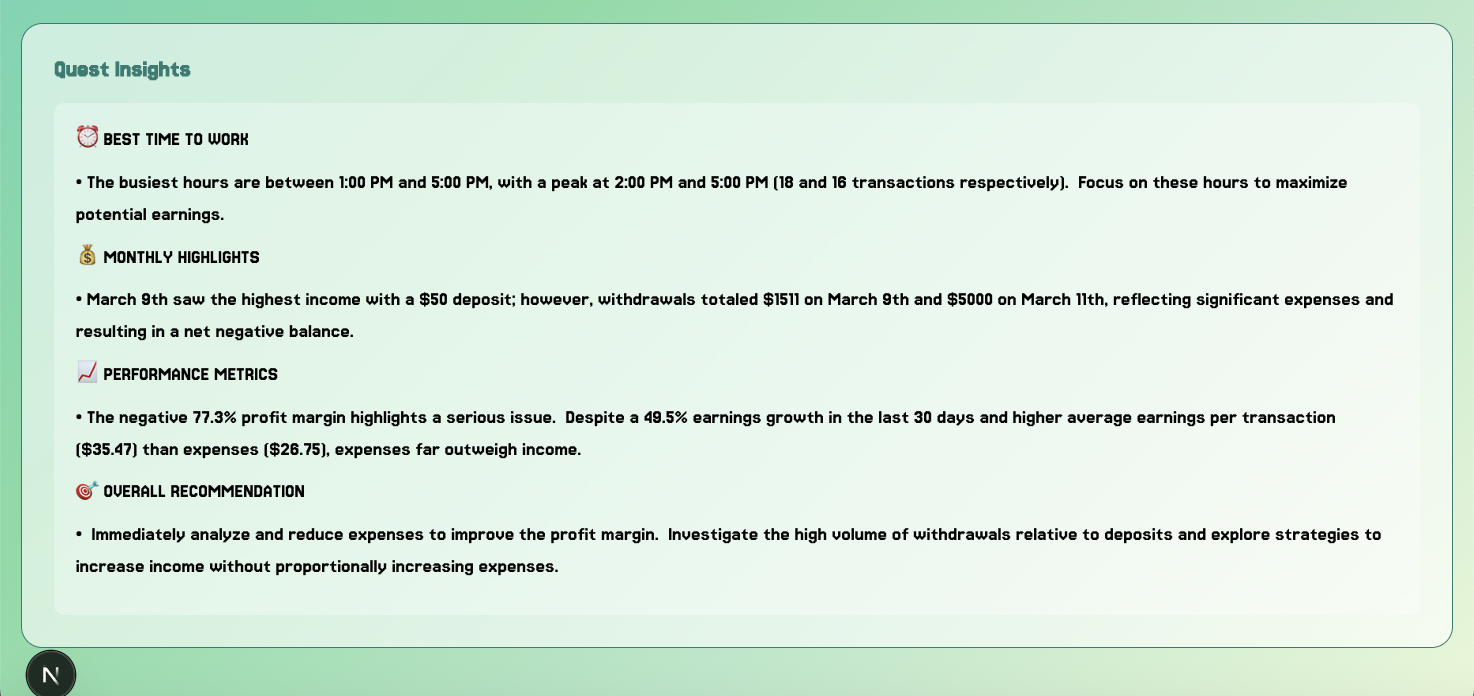 Quest Insights
⏰ BEST TIME TO WORK
• The busiest hours are between 1:00 PM and 5:00 PM, with a peak at 2:00 PM and 5:00 PM (18 and 16 transactions respectively).  Focus on these hours to maximize
potential earnings.
💰 MONTHLY HIGHLIGHTS
• March 9th saw the highest income with a $50 deposit; however, withdrawals totaled $1511 on March 9th and $5000 on March 11th, reflecting significant expenses and
resulting in a net negative balance.
📈 PERFORMANCE METRICS
• The negative 77.3% profit margin highlights a serious issue.  Despite a 49.5% earnings growth in the last 30 days and higher average earnings per transaction
($35.47) than expenses ($26.75), expenses far outweigh income.
🎯 OVERALL RECOMMENDATION
•  Immediately analyze and reduce expenses to improve the profit margin.  Investigate the high volume of withdrawals relative to deposits and explore strategies to
increase income without proportionally increasing expenses.
N